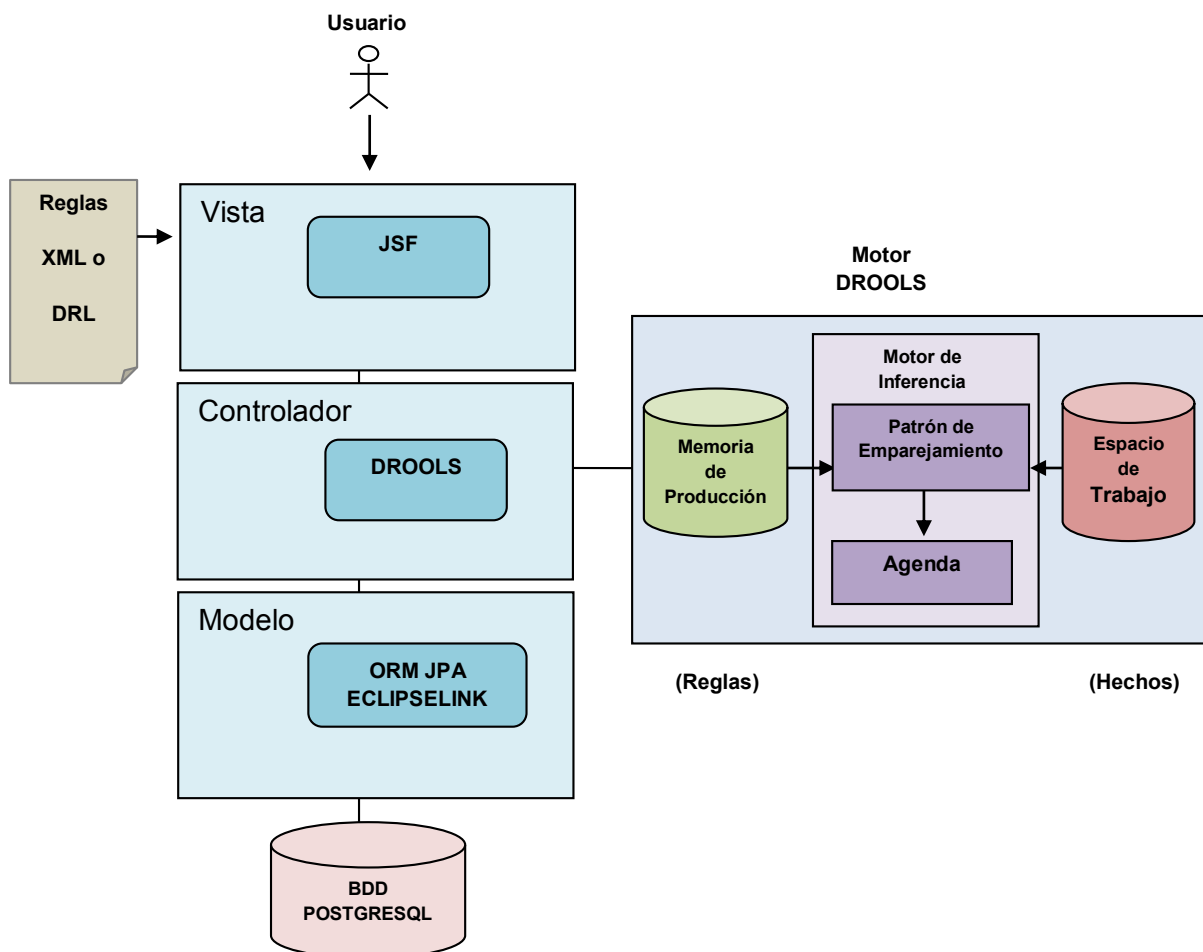 Usuario
Reglas
XML o
DRL
Vista
JSF
Controlador
DROOLS
Modelo
ORM JPA
ECLIPSELINK
BDD
POSTGRESQL
Motor
DROOLS
Memoria
de
Producción
Motor de
Inferencia
Patrón de
Emparejamiento
Agenda
Espacio
de
Trabajo
(Reglas)
(Hechos)